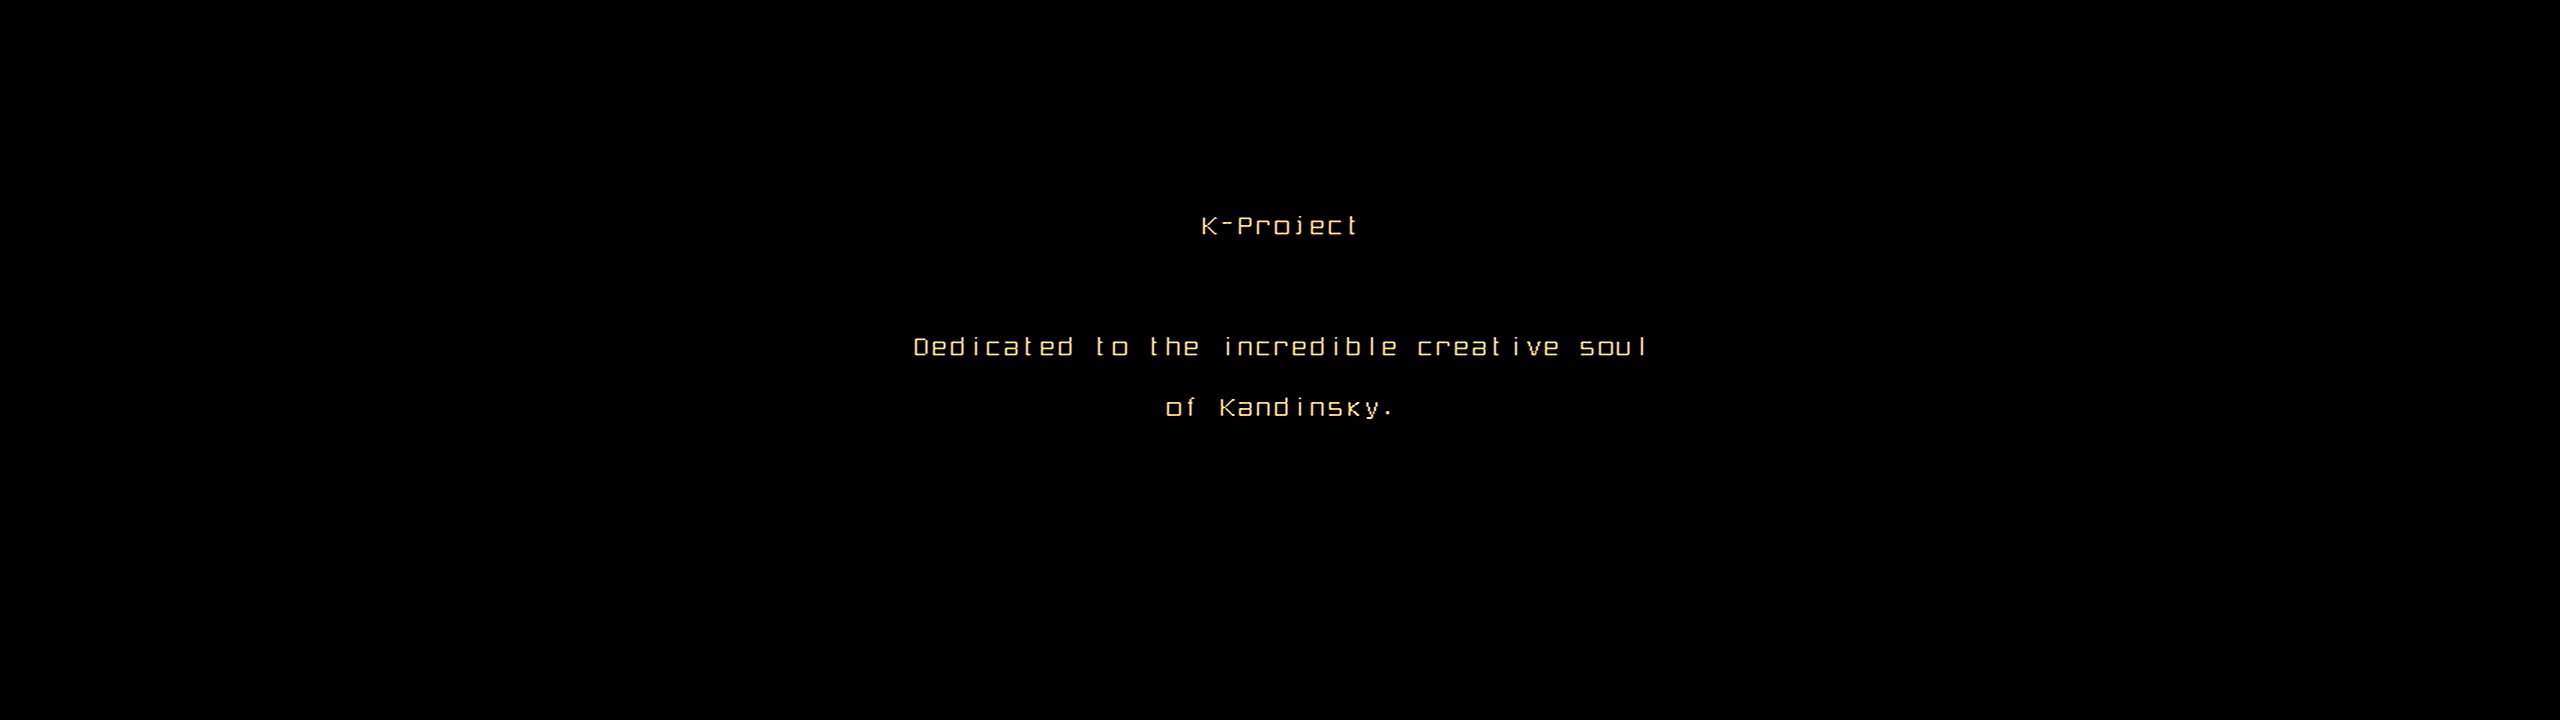 K-Project
Dedicated to the incredible creative soul
of Kandinsky.